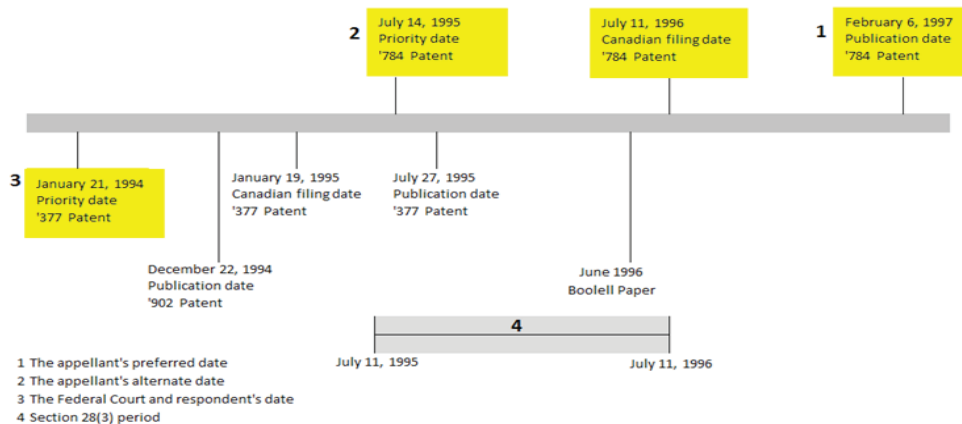 2
July 14, 1995
Priority date
'784 Patent
July 11, 1996
Canadian filing date
'784 Patent
1
February 6, 1997
Publication date
'784 Patent
3
January 21, 1994
Priority date
'377 Patent
January 19, 1995
Canadian filing date
'377 Patent
July 27, 1995
Publication date
'377 Patent
December 22, 1994
Publication date
'902 Patent
June 1996
Boolell Paper
4
July 11, 1995
July 11, 1996
1 The appellant's preferred date
2 The appellant's alternate date
3 The Federal Court and respondent's date
4 Section 28(3) period